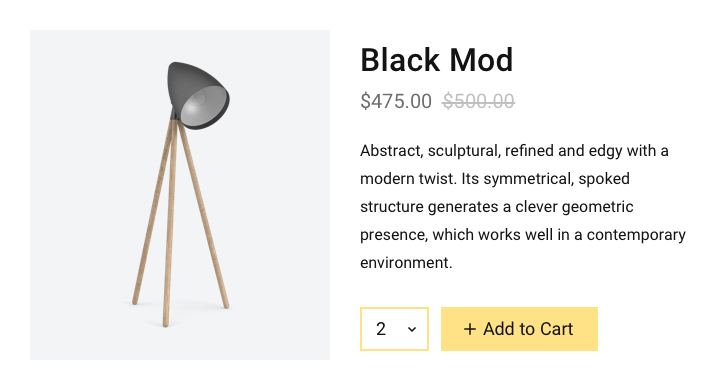 Black Mod
$475.00 $500.00
Abstract, sculptural, refined and edgy with a
modern twist. Its symmetrical, spoked
structure generates a clever geometric
presence, which works well in a contemporary
environment.
2 + Add to Cart